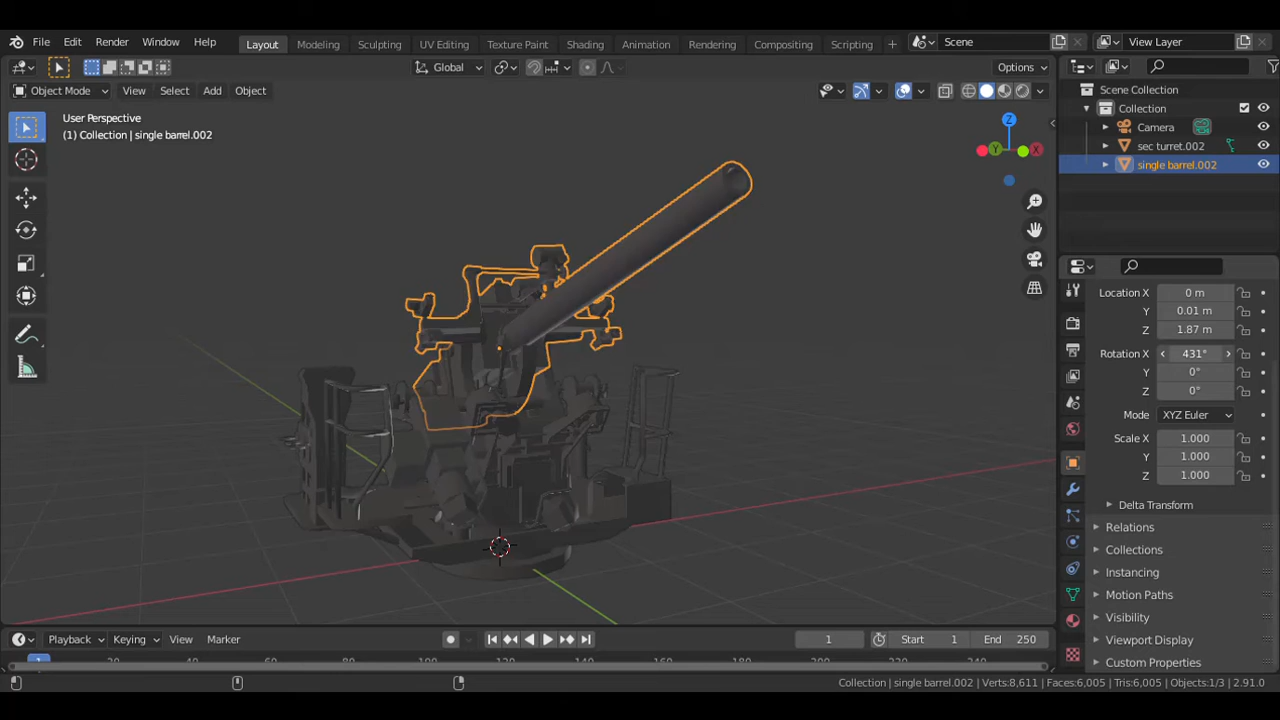 File Edit Render Window Help Layout Modeling Sculpting UV Editing Texture Paint Shading Animation Rendering Compositing Scripting + Scene View Layer
Global Options
Object Mode View Select Add Object
User Perspective
(1) Collection | single barrel.002
Z
Y X
Scene Collection
Collection
Camera
sec turret.002
single barrel.002
Location X 0 m
Y 0.01 m
Z 1.87 m
Rotation X 431°
Y 0°
Z 0°
Mode XYZ Euler
Scale X 1.000
Y 1.000
Z 1.000
Delta Transform
Relations
Collections
Instancing
Motion Paths
Visibility
Viewport Display
Custom Properties
Playback Keying View Marker 1 Start 1 End 250
1
Collection | single barrel.002 | Verts:8,611 | Faces:6,005 | Tris:6,005 | Objects:1/3 | 2.91.0